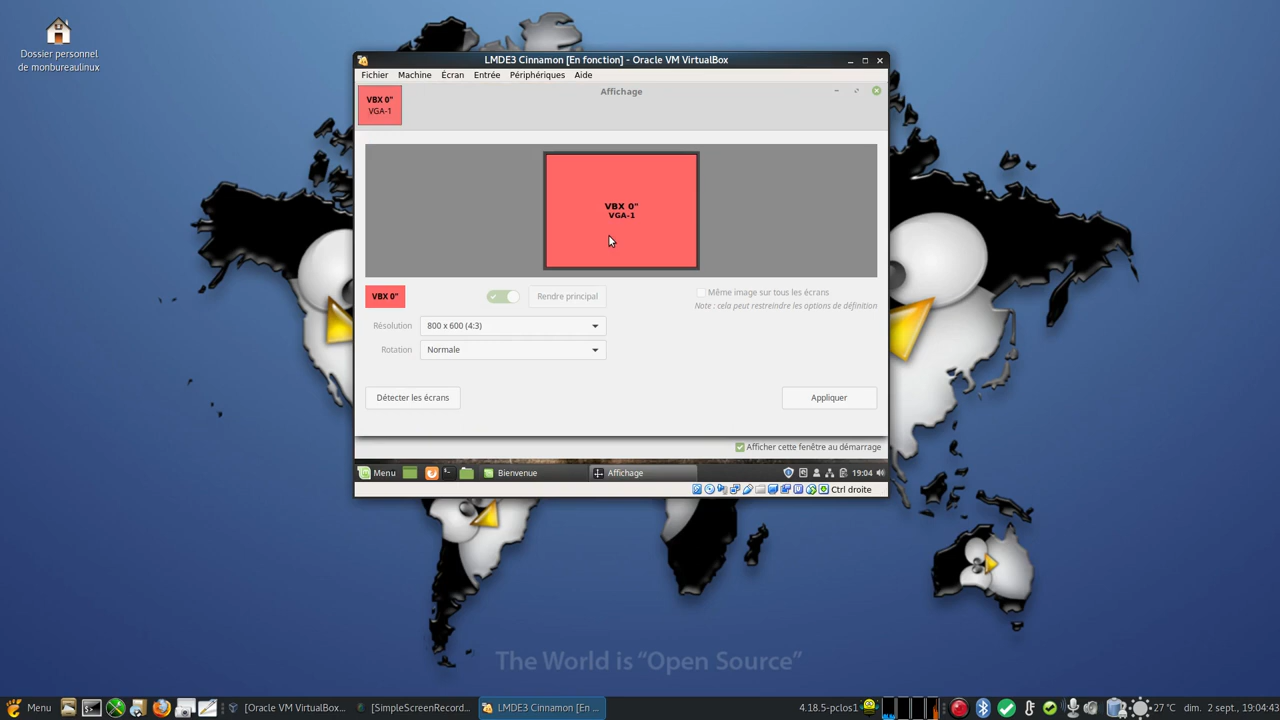 Dossier personnel
de monbureaulinux
LMDE3 Cinnamon [En fonction] - Oracle VM VirtualBox
Fichier Machine Écran Entrée Périphériques Aide
VBX 0"
VGA-1
Affichage
VBX 0"
VGA-1
VBX 0"
Rendre principal
Même image sur tous les écrans
Note : cela peut restreindre les options de définition
Résolution 800 x 600 (4:3)
Rotation Normale
Détecter les écrans
Appliquer
Afficher cette fenêtre au démarrage
Menu Bienvenue Affichage 19:04
Ctrl droite
The World is “Open Source”
Menu [Oracle VM VirtualBox... [SimpleScreenRecord... LMDE3 Cinnamon [En ... 4.18.5-pclos1 27 °C dim. 2 sept., 19:04:43